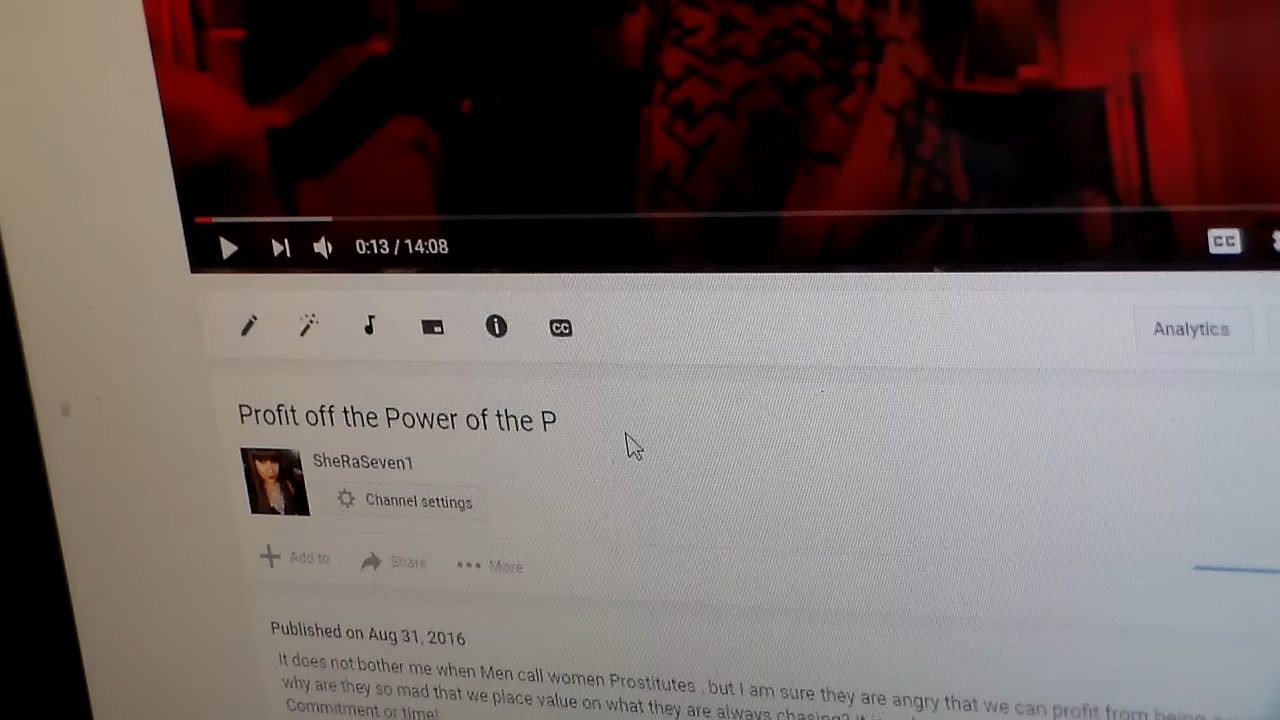 0:13 / 14:08
CC
CC
Analytics
Profit off the Power of the P
SheRaSeven1
Channel settings
Add to
Share
More
Published on Aug 31, 2016
It does not bother me when Men call women Prostitutes , but I am sure they are angry that we can profit from being
why are they so mad that we place value on what they are always chasing?
Commitment or time!